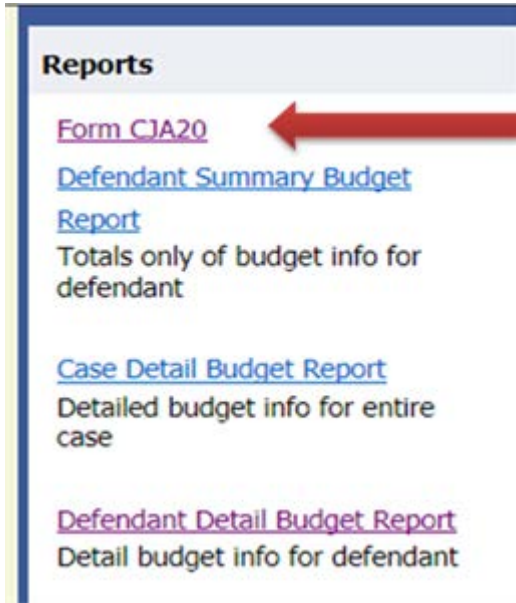 Reports
Form CJA20
Defendant Summary Budget
Report
Totals only of budget info for
defendant
Case Detail Budget Report
Detailed budget info for entire
case
Defendant Detail Budget Report
Detail budget info for defendant